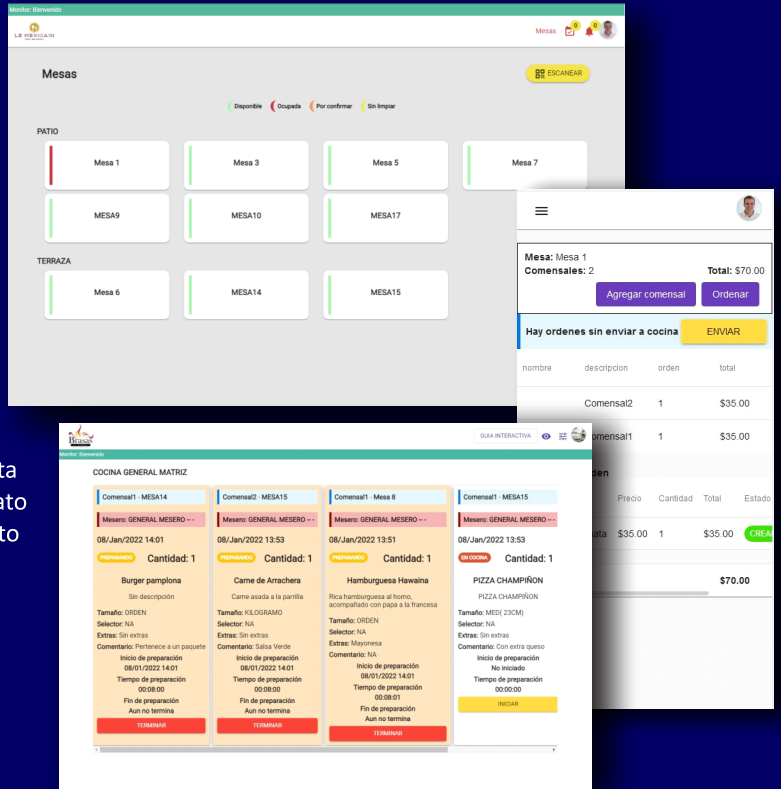 Monitor: Bienvenido
LE MEXICAIN
Mesas 0 0
Mesas
ESCANEAR
Disponible Ocupada Por confirmar Sin limpiar
PATIO
Mesa 1 Mesa 3 Mesa 5 Mesa 7
MESA9 MESA10 MESA17
TERRAZA
Mesa 6 MESA14 MESA15
Mesa: Mesa 1
Comensales: 2 Total: $70.00
Agregar comensal Ordenar
Hay ordenes sin enviar a cocina ENVIAR
nombre descripcion orden total
Comensal2 1 $35.00
omensal1 1 $35.00
den
Precio Cantidad Total Estado
ata $35.00 1 $35.00 CREA
$70.00
ta
ato
to
Brasas
GUIA INTERACTIVA
Monitor: Bienvenido
COCINA GENERAL MATRIZ
Comensal1 - MESA14
Mesero: GENERAL MESERO -- -
08/Jan/2022 14:01
PREPARANDO Cantidad: 1
Burger pamplona
Sin descripción
Tamaño: ORDEN
Selector: NA
Extras: Sin extras
Comentario: Pertenece a un paquete
Inicio de preparación
08/01/2022 14:01
Tiempo de preparación
00:08:00
Fin de preparación
Aun no termina
TERMINAR
Comensal2 - MESA15
Mesero: GENERAL MESERO -- -
08/Jan/2022 13:53
PREPARANDO Cantidad: 1
Carne de Arrachera
Carne asada a la parrilla
Tamaño: KILOGRAMO
Selector: NA
Extras: Sin extras
Comentario: Salsa Verde
Inicio de preparación
08/01/2022 14:01
Tiempo de preparación
00:08:00
Fin de preparación
Aun no termina
TERMINAR
Comensal1 - Mesa 8
Mesero: GENERAL MESERO -- -
08/Jan/2022 13:51
PREPARANDO Cantidad: 1
Hamburguesa Hawaina
Rica hamburguesa al horno,
acompañado con papa a la francesa
Tamaño: ORDEN
Selector: NA
Extras: Mayonesa
Comentario: NA
Inicio de preparación
08/01/2022 14:01
Tiempo de preparación
00:08:01
Fin de preparación
Aun no termina
TERMINAR
Comensal1 - MESA15
Mesero: GENERAL MESERO -- -
08/Jan/2022 13:53
EN COCINA Cantidad: 1
PIZZA CHAMPIÑON
PIZZA CHAMPIÑON
Tamaño: MED( 23CM)
Selector: NA
Extras: Sin extras
Comentario: Con extra queso
Inicio de preparación
No iniciado
Tiempo de preparación
00:00:00
INICIAR